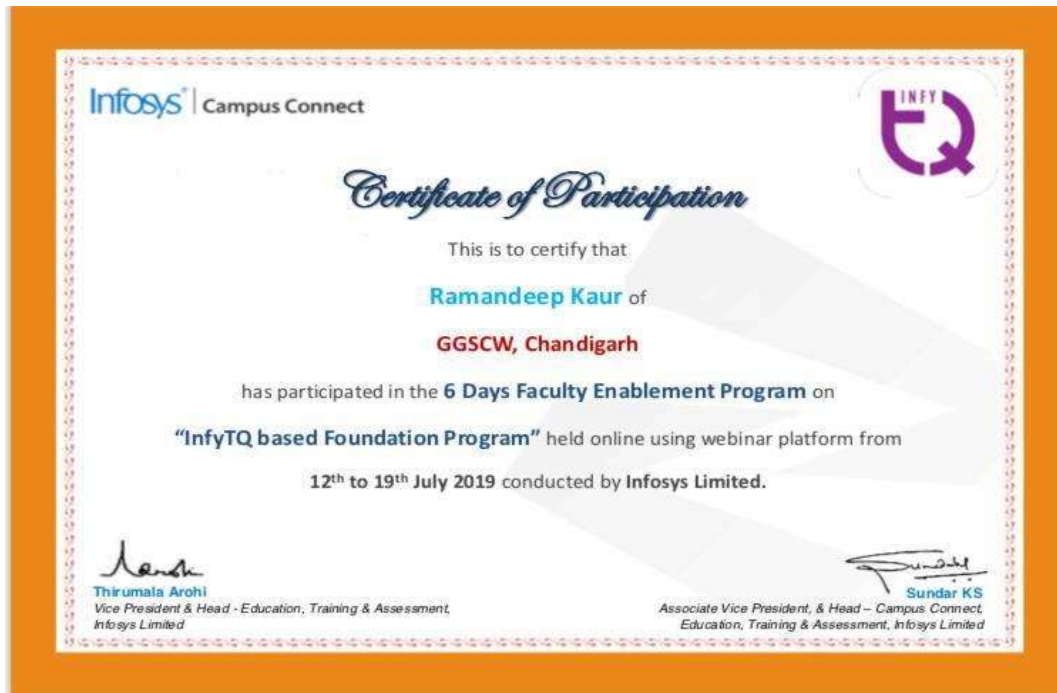 Infosys® | Campus Connect
INFY
TQ
Certificate of Participation
This is to certify that
Ramandeep Kaur of
GGSCW, Chandigarh
has participated in the 6 Days Faculty Enablement Program on
“InfyTQ based Foundation Program” held online using webinar platform from
12th to 19th July 2019 conducted by Infosys Limited.
Thirumala Arohi
Vice President & Head - Education, Training & Assessment,
Infosys Limited
Sundar KS
Associate Vice President, & Head – Campus Connect,
Education, Training & Assessment, Infosys Limited